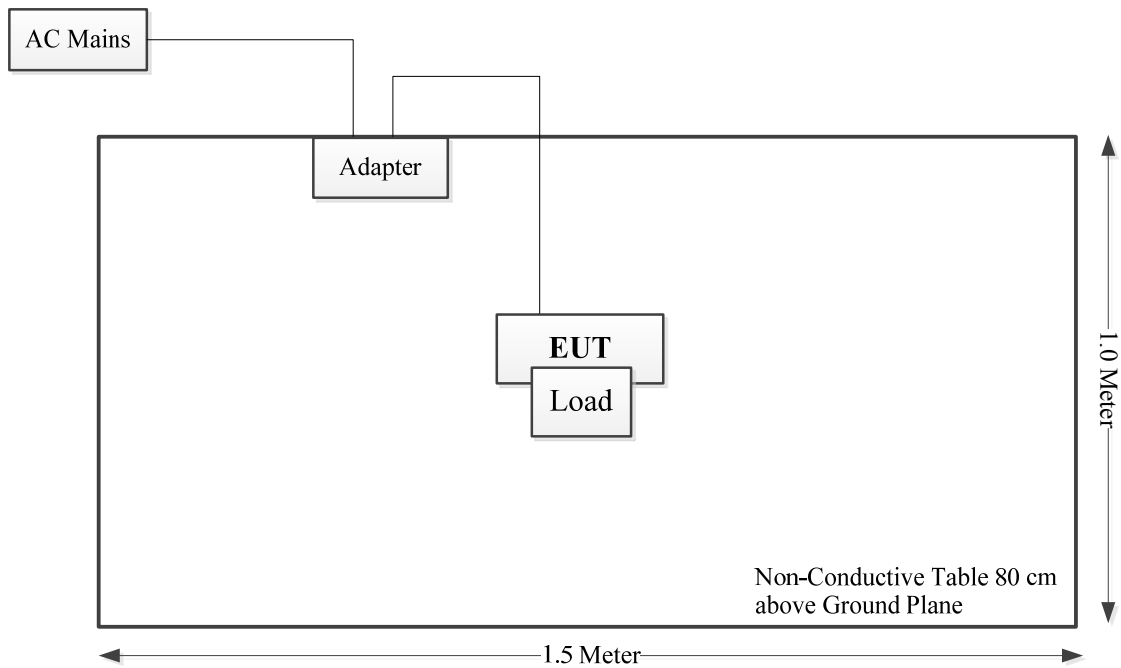 AC Mains
Adapter
EUT
Load
1.0 Meter
Non-Conductive Table 80 cm
above Ground Plane
1.5 Meter